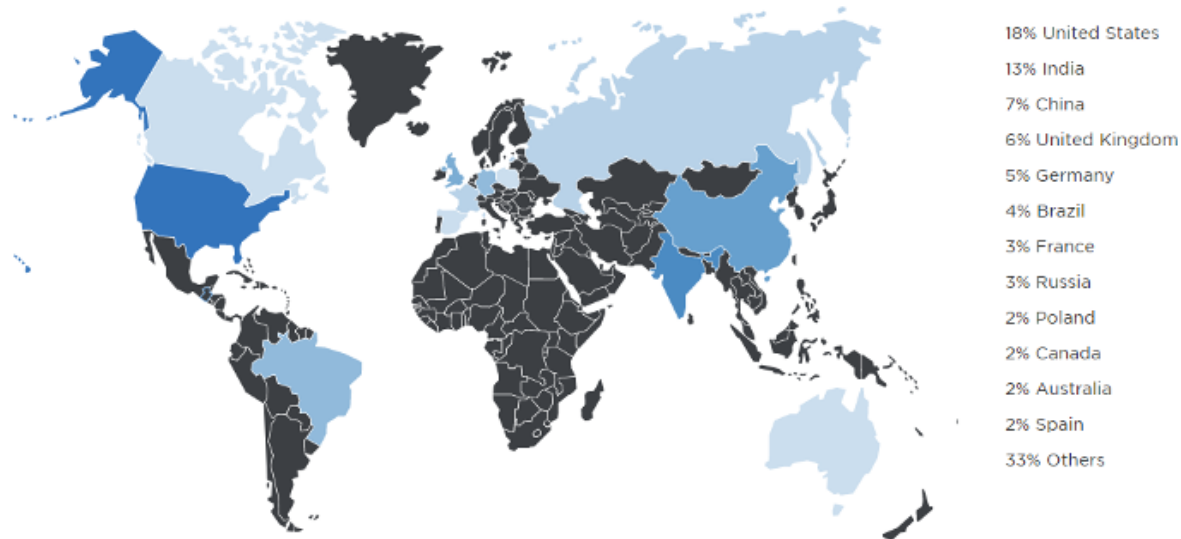 18% United States
13% India
7% China
6% United Kingdom
5% Germany
4% Brazil
3% France
3% Russia
2% Poland
2% Canada
2% Australia
2% Spain
33% Others